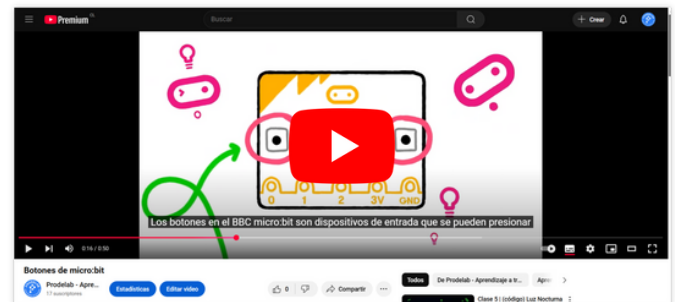 Premium
Buscar
Crear
0 1 2 3V GND
Los botones en el BBC micro:bit son dispositivos de entrada que se pueden presionar
0:16 / 0:50
Botones de micro:bit
Prodelab - Apre...
17 suscriptores
Estadísticas
Editar video
0
Compartir
Todos
De Prodelab - Aprendizaje a tr...
Apre
Clase 5 | (código) Luz Nocturna